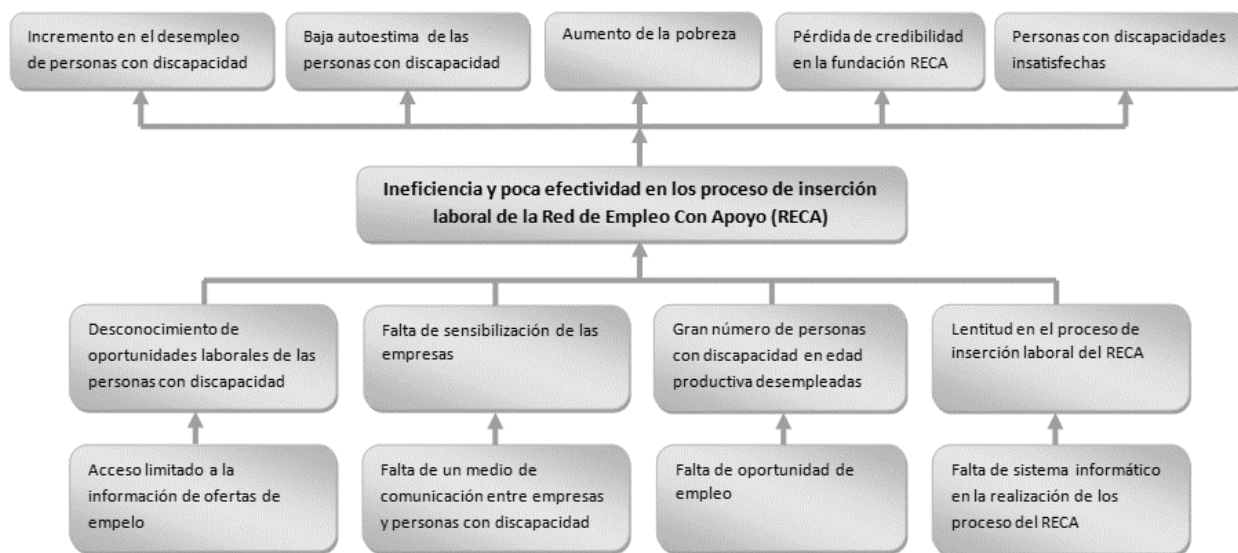 Incremento en el desempleo
de personas con discapacidad
Baja autoestima de las
personas con discapacidad
Aumento de la pobreza
Pérdida de credibilidad
en la fundación RECA
Personas con discapacidades
insatisfechas
Ineficiencia y poca efectividad en los proceso de inserción
laboral de la Red de Empleo Con Apoyo (RECA)
Desconocimiento de
oportunidades laborales de las
personas con discapacidad
Falta de sensibilización de las
empresas
Gran número de personas
con discapacidad en edad
productiva desempleadas
Lentitud en el proceso de
inserción laboral del RECA
Acceso limitado a la
información de ofertas de
empelo
Falta de un medio de
comunicación entre empresas
y personas con discapacidad
Falta de oportunidad de
empleo
Falta de sistema informático
en la realización de los
proceso del RECA